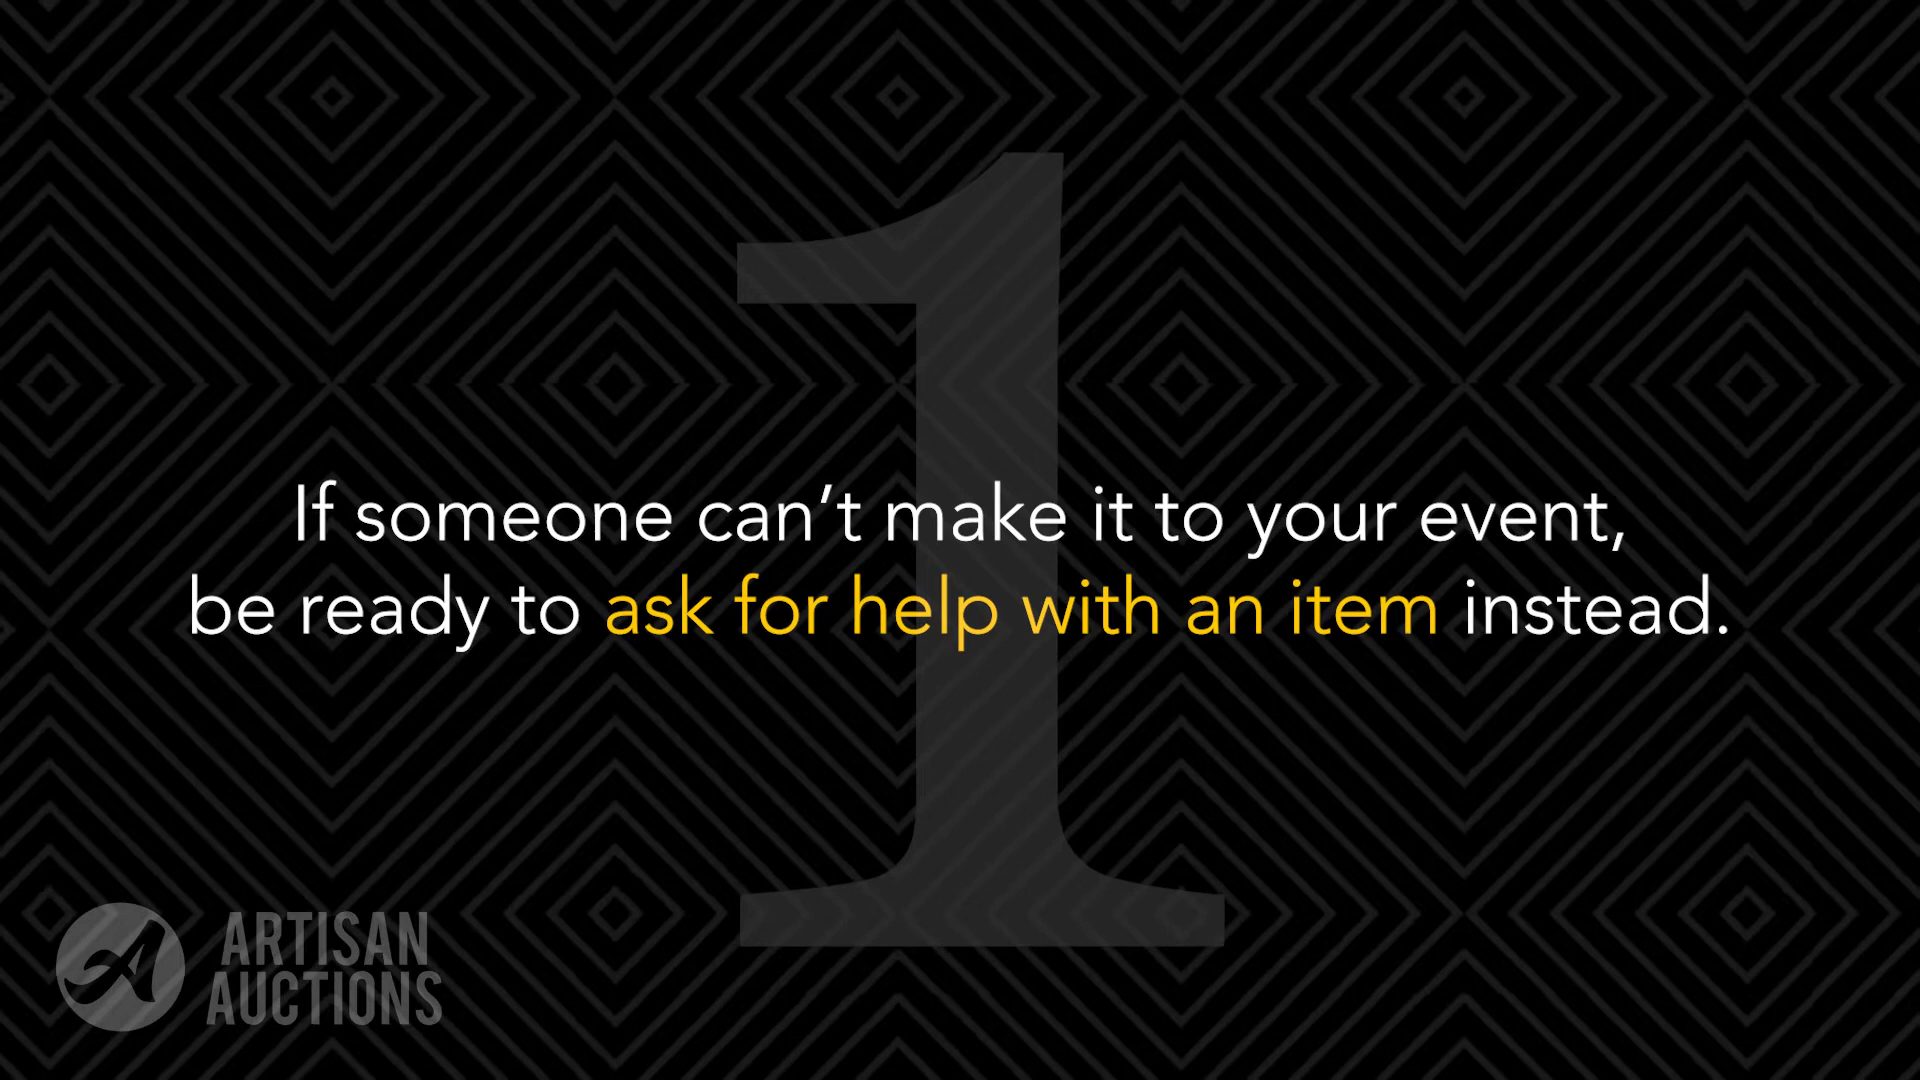 1
If someone can’t make it to your event,
be ready to ask for help with an item instead.
A
ARTISAN
AUCTIONS